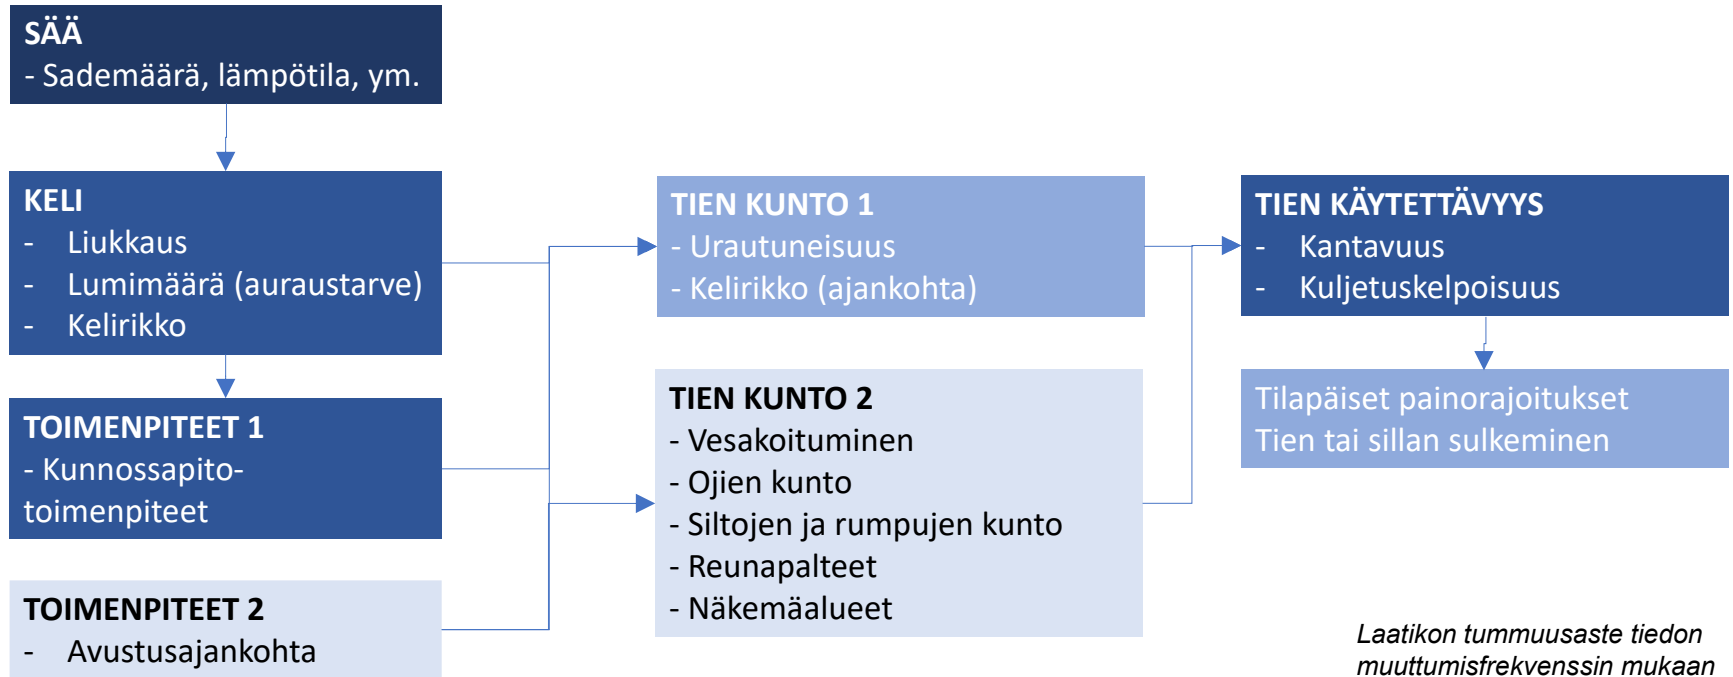 SÄÄ
- Sademäärä, lämpötila, ym.
KELI
- Liukkaus
- Lumimäärä (auraustarve)
- Kelirikko
TOIMENPITEET 1
- Kunnossapito-
toimenpiteet
TOIMENPITEET 2
- Avustusajankohta
TIEN KUNTO 1
- Urautuneisuus
- Kelirikko (ajankohta)
TIEN KUNTO 2
- Vesakoituminen
- Ojien kunto
- Siltojen ja rumpujen kunto
- Reunapalteet
- Näkemäalueet
TIEN KÄYTETTÄVYYS
- Kantavuus
- Kuljetuskelpoisuus
Tilapäiset painorajoitukset
Tien tai sillan sulkeminen
Laatikon tummuusaste tiedon
muuttumisfrekvenssin mukaan